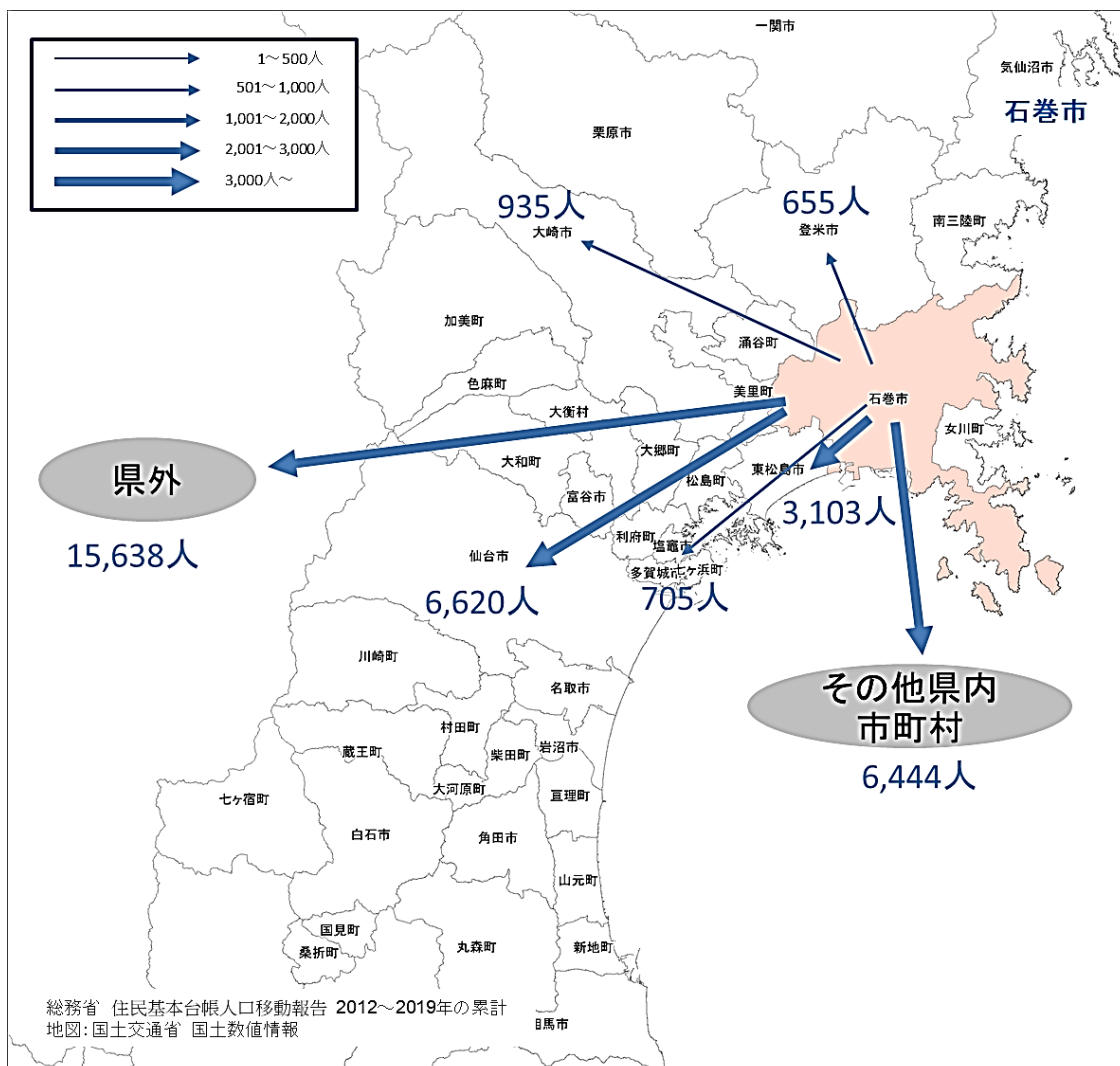 1～500人
501～1,000人
1,001～2,000人
2,001～3,000人
3,000人～
一関市
気仙沼市
石巻市
栗原市
935人
大崎市
655人
登米市
南三陸町
加美町
涌谷町
色麻町
美里町
大衡村
石巻市
女川町
大和町
大郷町
東松島市
松島町
県外
富谷市
3,103人
利府町
塩竈市
15,638人
仙台市
多賀城市
七ヶ浜町
6,620人
705人
川崎町
名取市
その他県内
市町村
村田町
蔵王町
柴田町
岩沼市
6,444人
七ヶ宿町
大河原町
亘理町
白石市
角田市
山元町
国見町
桑折町
丸森町
新地町
総務省 住民基本台帳人口移動報告 2012～2019年の累計
地図：国土交通省 国土数値情報
馬市